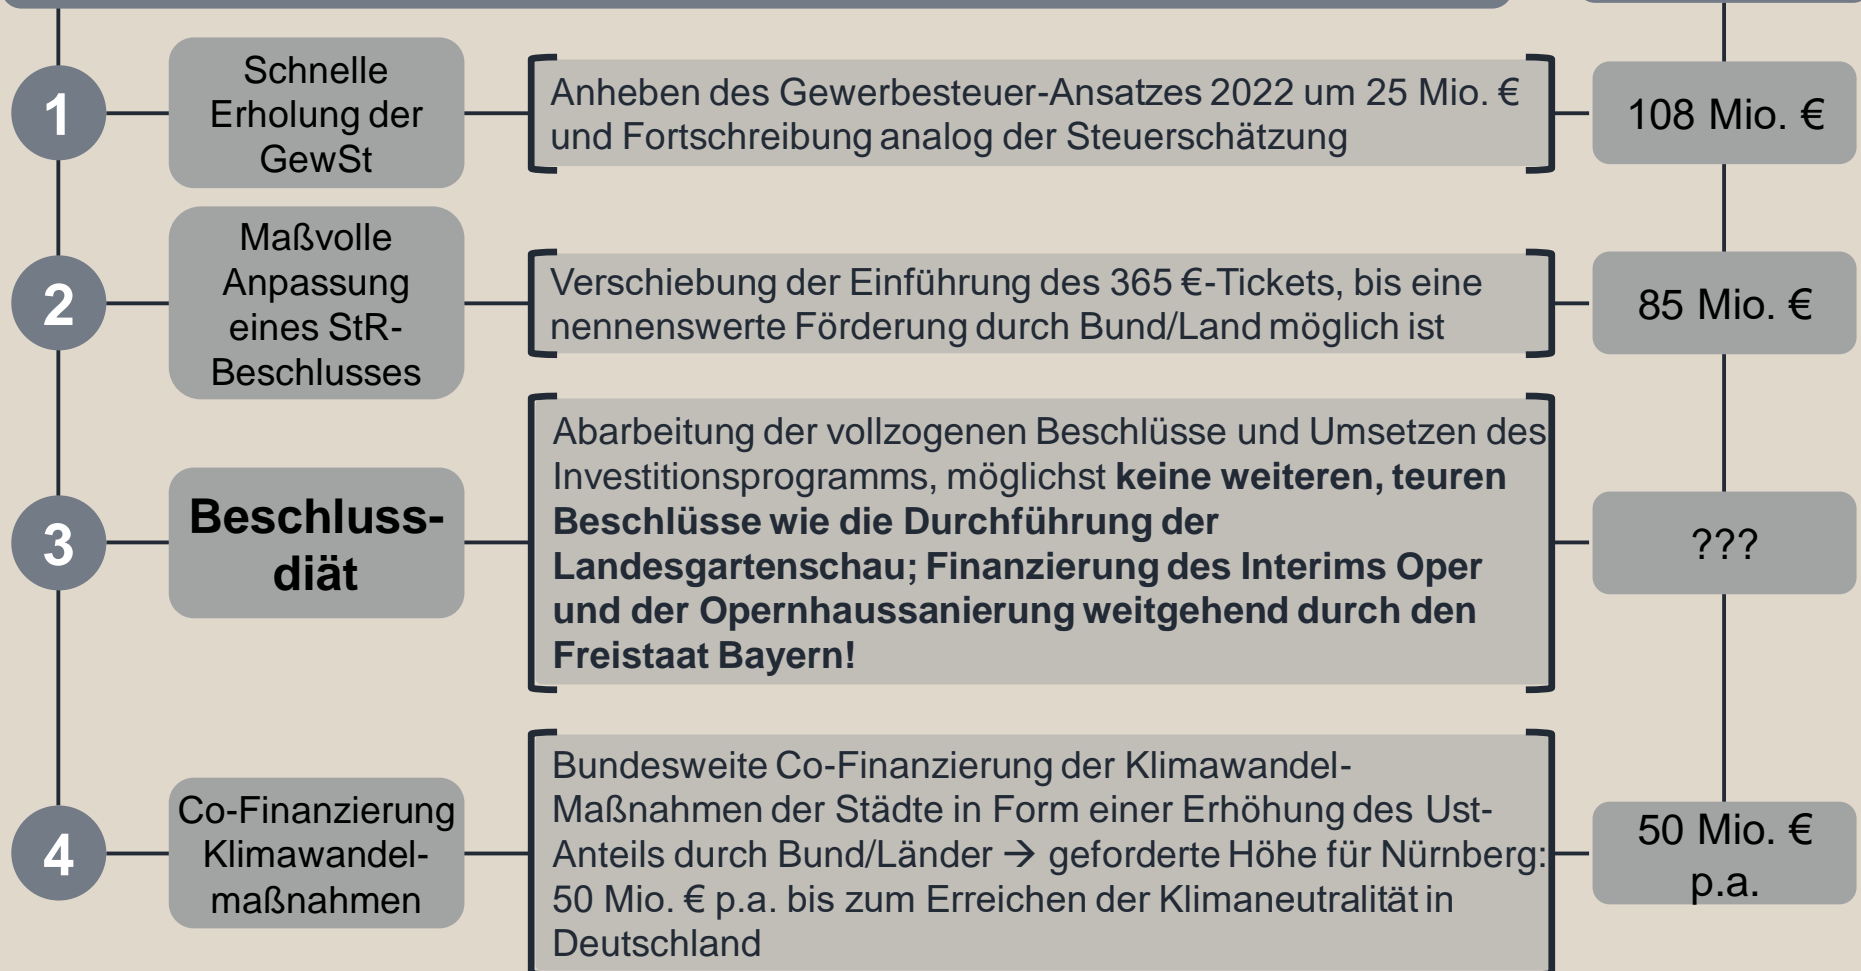 1
Schnelle
Erholung der
GewSt
Anheben des Gewerbesteuer-Ansatzes 2022 um 25 Mio. €
und Fortschreibung analog der Steuerschätzung
108 Mio. €
2
Maßvolle
Anpassung
eines StR-
Beschlusses
Verschiebung der Einführung des 365 €-Tickets, bis eine
nennenswerte Förderung durch Bund/Land möglich ist
85 Mio. €
3
Beschluss-
diät
Abarbeitung der vollzogenen Beschlüsse und Umsetzen des
Investitionsprogramms, möglichst keine weiteren, teuren
Beschlüsse wie die Durchführung der
Landesgartenschau; Finanzierung des Interims Oper
und der Opernhaussanierung weitgehend durch den
Freistaat Bayern!
???
4
Co-Finanzierung
Klimawandel-
maßnahmen
Bundesweite Co-Finanzierung der Klimawandel-
Maßnahmen der Städte in Form einer Erhöhung des Ust-
Anteils durch Bund/Länder → geforderte Höhe für Nürnberg:
50 Mio. € p.a. bis zum Erreichen der Klimaneutralität in
Deutschland
50 Mio. €
p.a.